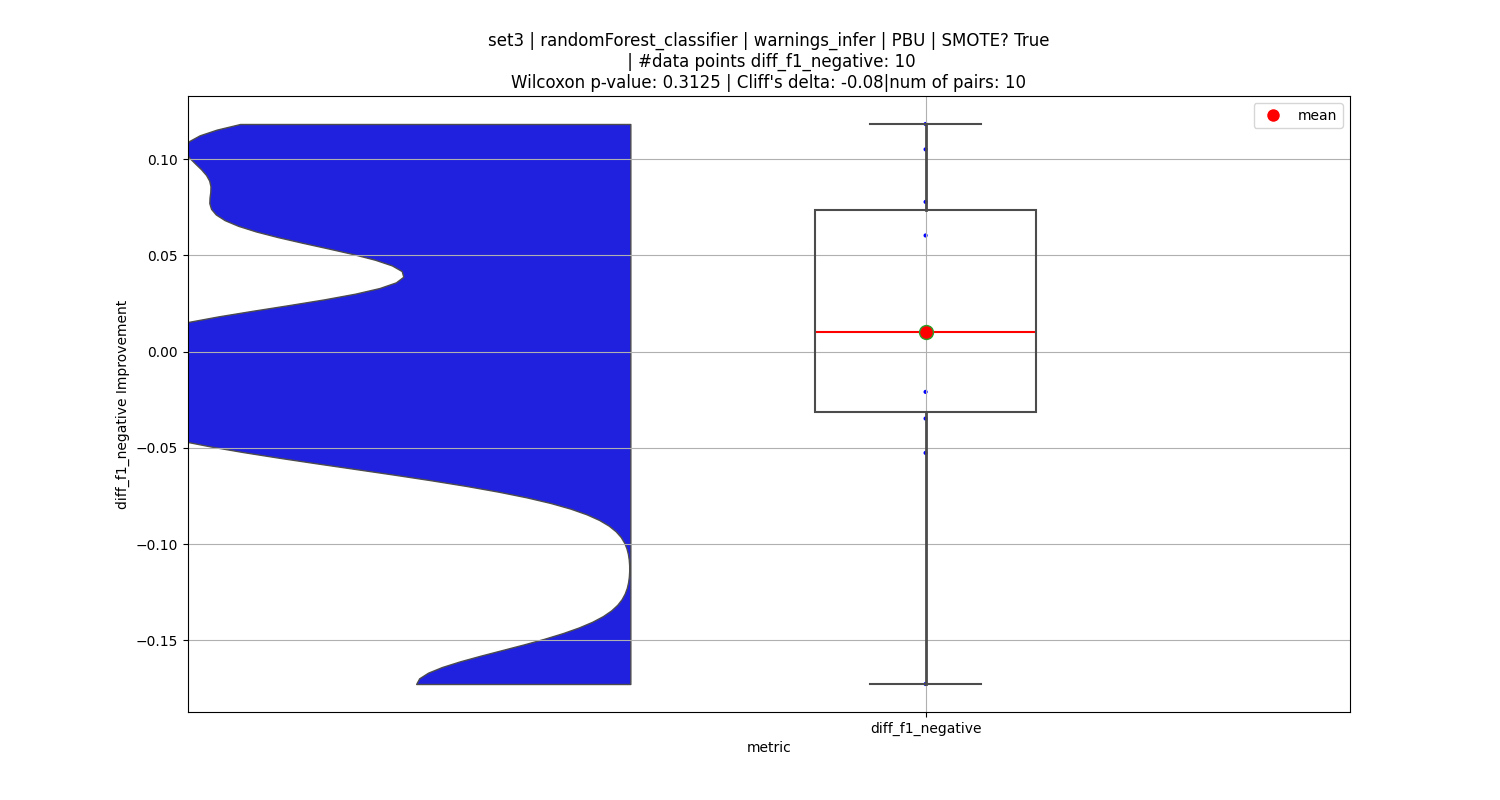 set3 | randomForest_classifier | warnings_infer | PBU | SMOTE? True
| #data points diff_f1_negative: 10
Wilcoxon p-value: 0.3125 | Cliff's delta: -0.08|num of pairs: 10
mean
0.10
0.05
0.00
−0.05
−0.10
−0.15
diff_f1_negative Improvement
diff_f1_negative
metric